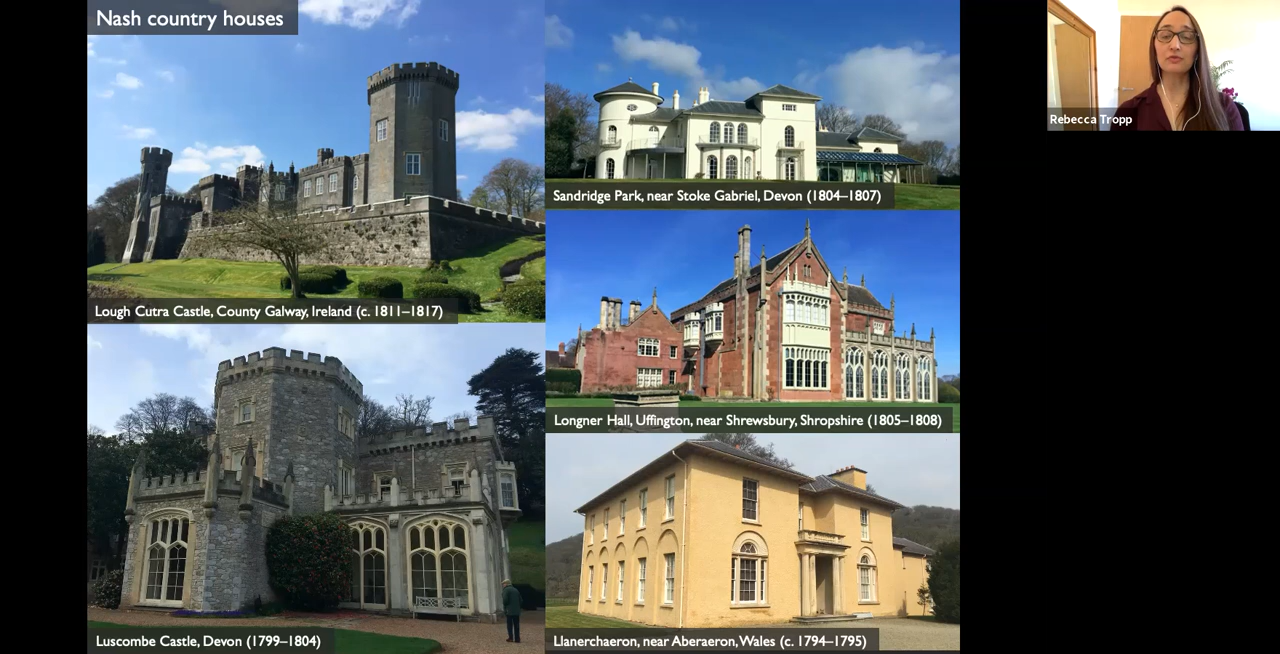 Nash country houses
Lough Cutra Castle, County Galway, Ireland (c. 1811–1817)
Luscombe Castle, Devon (1799–1804)
Sandridge Park, near Stoke Gabriel, Devon (1804–1807)
Longner Hall, Uffington, near Shrewsbury, Shropshire (1805–1808)
Llanerchaeron, near Aberaeron, Wales (c. 1794–1795)
Rebecca Tropp